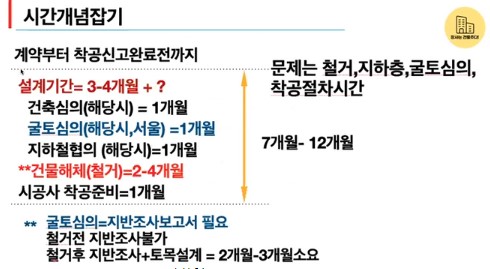 시간개념잡기
계약부터 착공신고완료전까지
설계기간= 3-4개월 + ?
건축심의(해당시) = 1개월
굴토심의(해당시,서울) =1개월
지하철협의 (해당시)=1개월
**건물해체(철거)=2-4개월
시공사 착공준비=1개월
문제는 철거,지하층,굴토심의,
착공절차시간
7개월- 12개월
** 굴토심의=지반조사보고서 필요
철거전 지반조사불가
철거후 지반조사+토목설계 = 2개월-3개월소요